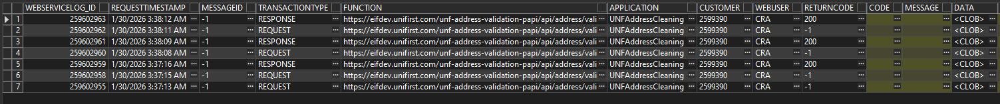 WEBSERVICELOG_ID REQUESTTIMESTAMP MESSAGEID TRANSACTIONTYPE FUNCTION APPLICATION CUSTOMER WEBUSER RETURNCODE CODE MESSAGE DATA
1 259602963 1/30/2026 3:38:12 AM ... -1 ... RESPONSE ... https://eifdev.unifirst.com/unf-address-validation-papi/api/address/vali ... UNFAddressCleaning ... 2599390 ... CRA ... 200 ... ... ... <CLOB> ...
2 259602962 1/30/2026 3:38:11 AM ... -1 ... REQUEST ... https://eifdev.unifirst.com/unf-address-validation-papi/api/address/vali ... UNFAddressCleaning ... 2599390 ... CRA ... -1 ... ... ... <CLOB> ...
3 259602961 1/30/2026 3:38:09 AM ... -1 ... RESPONSE ... https://eifdev.unifirst.com/unf-address-validation-papi/api/address/vali ... UNFAddressCleaning ... 2599390 ... CRA ... 200 ... ... ... <CLOB> ...
4 259602960 1/30/2026 3:38:08 AM ... -1 ... REQUEST ... https://eifdev.unifirst.com/unf-address-validation-papi/api/address/vali ... UNFAddressCleaning ... 2599390 ... CRA ... -1 ... ... ... <CLOB> ...
5 259602959 1/30/2026 3:37:16 AM ... -1 ... RESPONSE ... https://eifdev.unifirst.com/unf-address-validation-papi/api/address/vali ... UNFAddressCleaning ... 2599390 ... CRA ... 200 ... ... ... <CLOB> ...
6 259602958 1/30/2026 3:37:15 AM ... -1 ... REQUEST ... https://eifdev.unifirst.com/unf-address-validation-papi/api/address/vali ... UNFAddressCleaning ... 2599390 ... CRA ... -1 ... ... ... <CLOB> ...
7 259602955 1/30/2026 3:37:13 AM ... -1 ... REQUEST ... https://eifdev.unifirst.com/unf-address-validation-papi/api/address/vali ... UNFAddressCleaning ... 2599390 ... CRA ... -1 ... ... ... <CLOB> ...